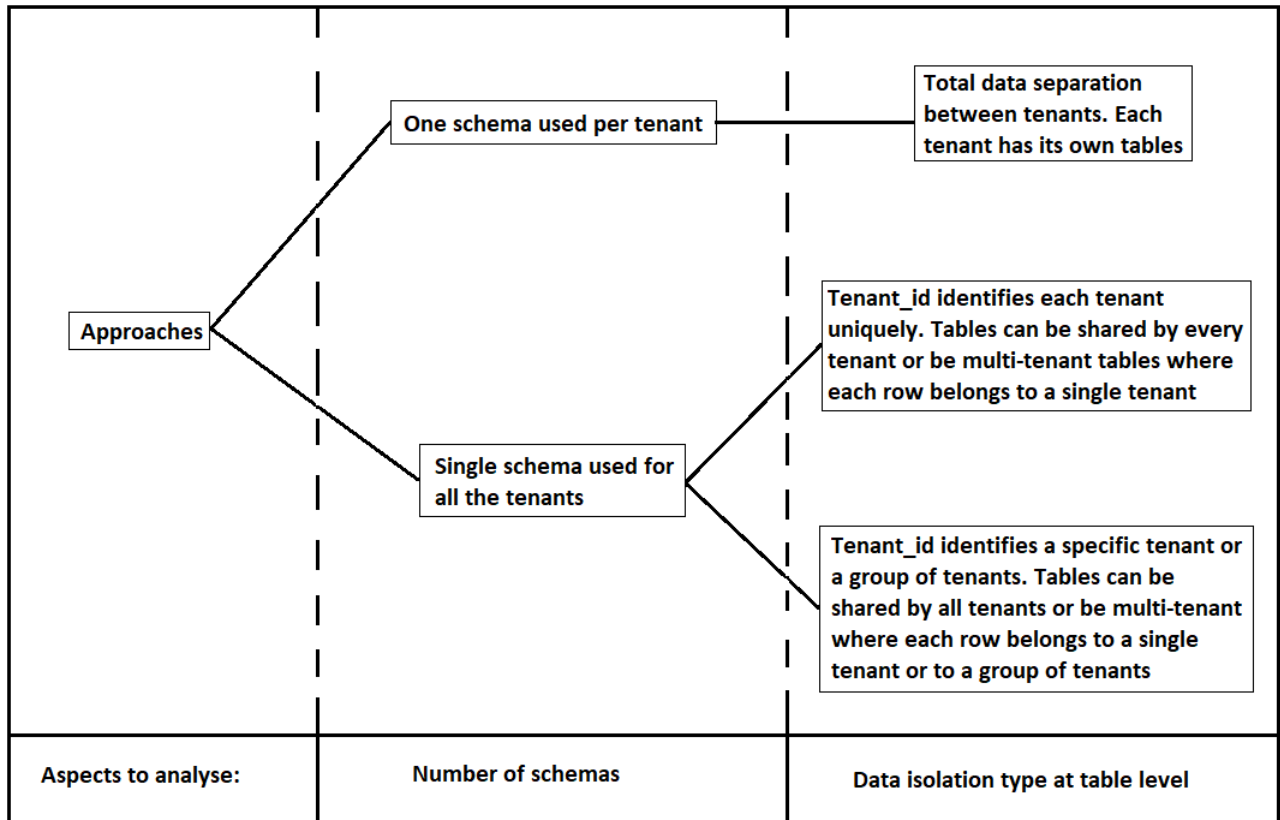 Approaches
One schema used per tenant
Total data separation
between tenants. Each
tenant has its own tables
Single schema used for
all the tenants
Tenant_id identifies each tenant
uniquely. Tables can be shared by every
tenant or be multi-tenant tables where
each row belongs to a single tenant
Tenant_id identifies a specific tenant or
a group of tenants. Tables can be
shared by all tenants or be multi-tenant
where each row belongs to a single
tenant or to a group of tenants
Aspects to analyse:
Number of schemas
Data isolation type at table level